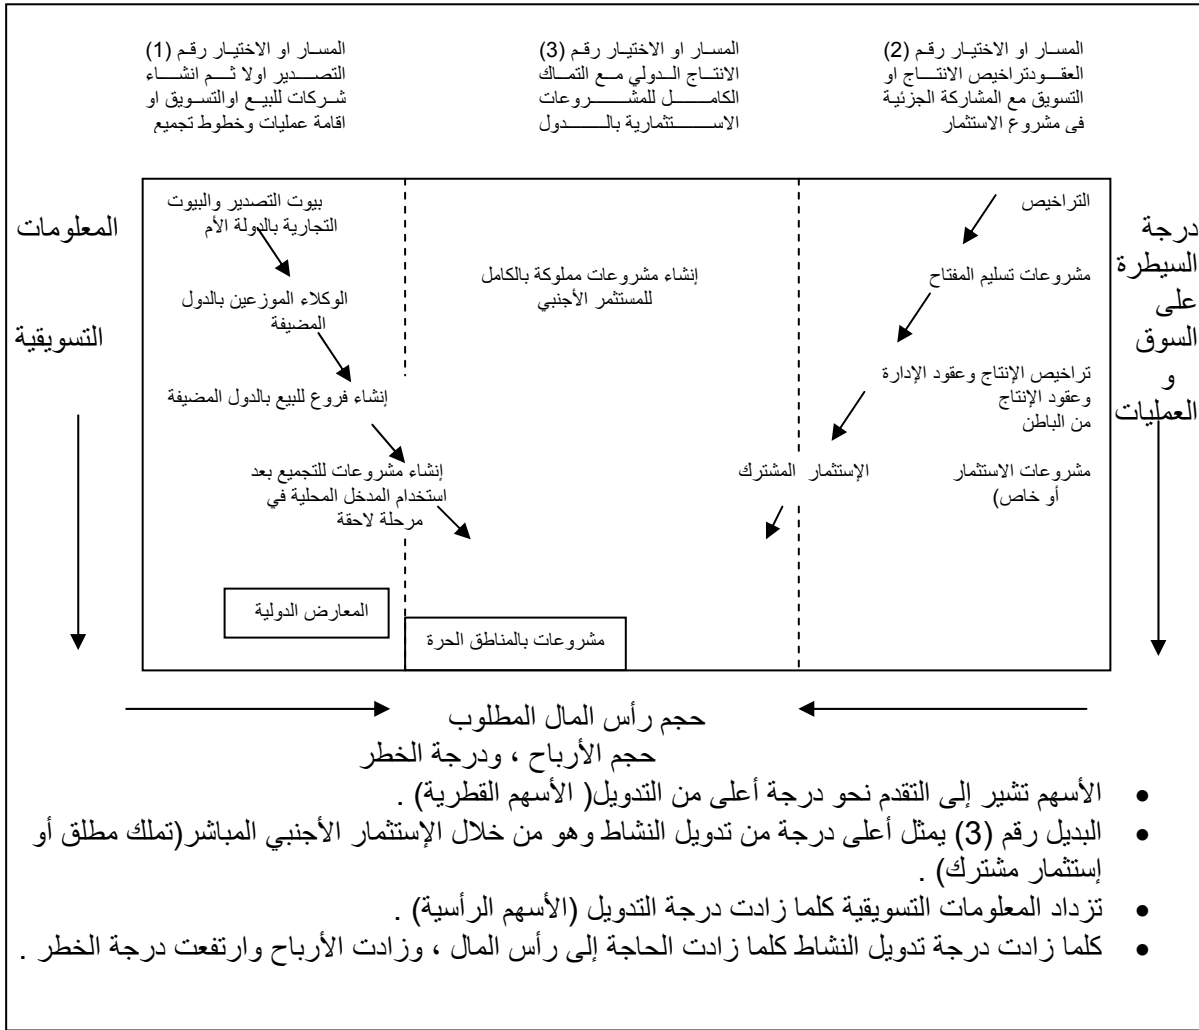 المسار او الاختيار رقم (1)
التصدير اولا ثم انشاء
شركات للبيع اوالتسويق او
اقامة عمليات وخطوط تجميع
المسار او الاختيار رقم (3)
الانتاج الدولي مع التماك
الكامل للمشروعات
الاستثمارية بالدول
المسار او الاختيار رقم (2)
العقودتراخيص الانتاج او
التسويق مع المشاركة الجزئية
في مشروع الاستثمار
المعلومات
التسويقية
بيوت التصدير والبيوت
التجارية بالدولة الأم
الوكلاء الموزعين بالدول
المضيفة
إنشاء فروع للبيع بالدول المضيفة
إنشاء مشروعات للتجميع بعد
استخدام المدخل المحلية في
مرحلة لاحقة
المعارض الدولية
إنشاء مشروعات مملوكة بالكامل
للمستثمر الأجنبي
مشروعات بالمناطق الحرة
التراخيص
مشروعات تسليم المفتاح
تراخيص الإنتاج وعقود الإدارة
وعقود الإنتاج
من الباطن
مشروعات الاستثمار
أو خاص)
الإستثمار المشترك
درجة
السيطرة
على
السوق
و
العمليات
حجم رأس المال المطلوب
حجم الأرباح ، ودرجة الخطر
• الأسهم تشير إلى التقدم نحو درجة أعلى من التدويل( الأسهم القطرية) .
• البديل رقم (3) يمثل أعلى درجة من تدويل النشاط وهو من خلال الإستثمار الأجنبي المباشر(تملك مطلق أو
إستثمار مشترك) .
• تزداد المعلومات التسويقية كلما زادت درجة التدويل (الأسهم الرأسية) .
• كلما زادت درجة تدويل النشاط كلما زادت الحاجة إلى رأس المال ، وزادت الأرباح وارتفعت درجة الخطر .